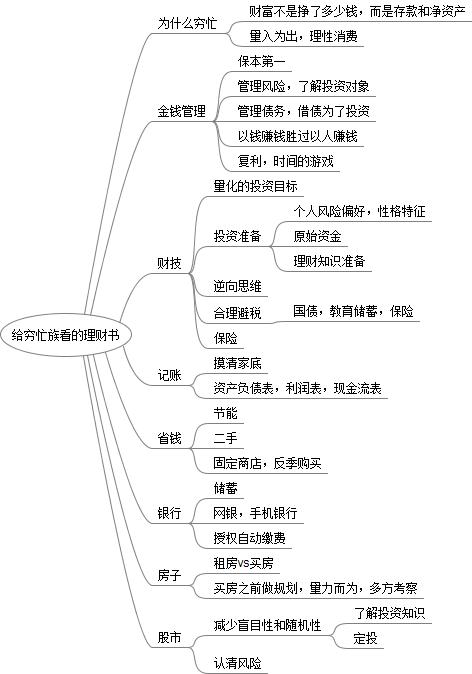 给穷忙族看的理财书
为什么穷忙
财富不是挣了多少钱，而是存款和净资产
量入为出，理性消费
金钱管理
保本第一
管理风险，了解投资对象
管理债务，借债为了投资
以钱赚钱胜过以人赚钱
复利，时间的游戏
财技
量化的投资目标
投资准备
个人风险偏好，性格特征
原始资金
理财知识准备
逆向思维
合理避税
国债，教育储蓄，保险
保险
记账
摸清家底
资产负债表，利润表，现金流表
省钱
节能
二手
固定商店，反季购买
银行
储蓄
网银，手机银行
授权自动缴费
房子
租房vs买房
买房之前做规划，量力而为，多方考察
股市
减少盲目性和随机性
了解投资知识
定投
认清风险